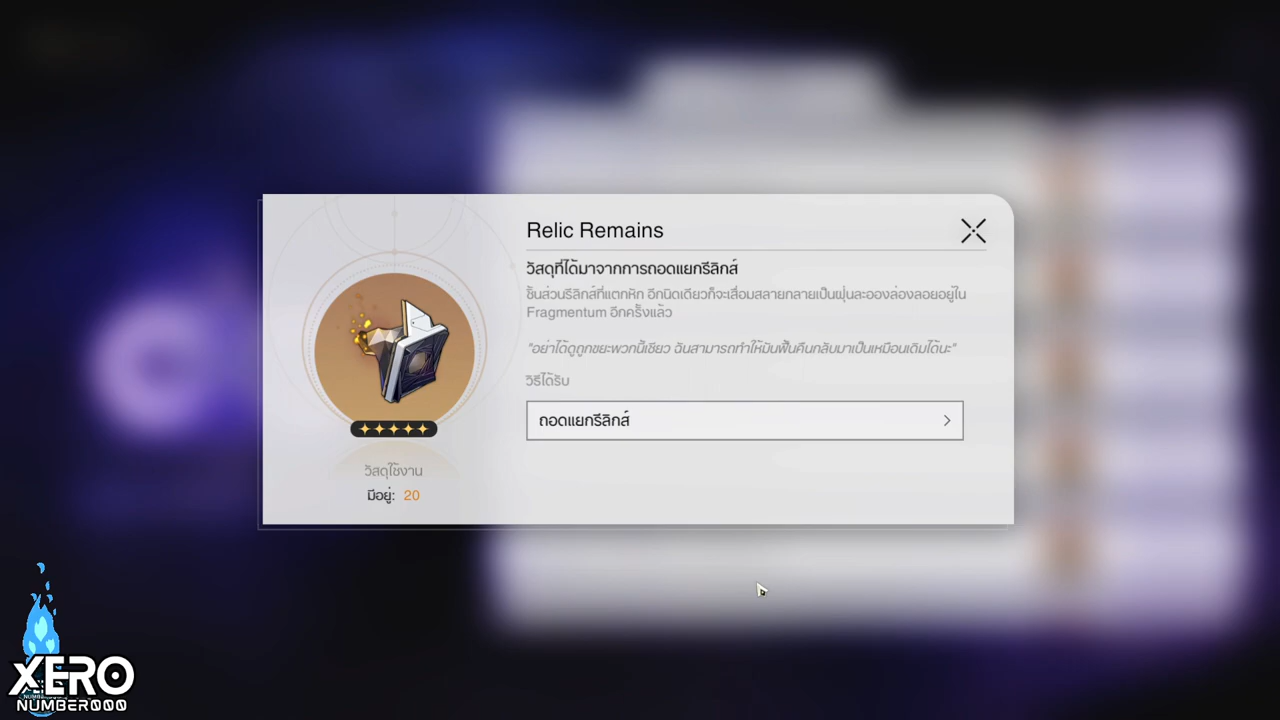 Relic Remains
วัสดุที่ได้มาจากการถอดแยกรีลิกส์
ชิ้นส่วนรีลิกส์ที่แตกหัก อีกนิดเดียวก็จะเสื่อมสลายกลายเป็นฝุ่นละอองล่องลอยอยู่ใน
Fragmentum อีกครั้งแล้ว
"อย่าได้ดูถูกขยะพวกนี้เชียว ฉันสามารถทำให้มันฟื้นคืนกลับมาเป็นเหมือนเดิมได้นะ"
วิธีได้รับ
ถอดแยกรีลิกส์
วัสดุใช้งาน
มีอยู่: 20
XERO
NUMBER000